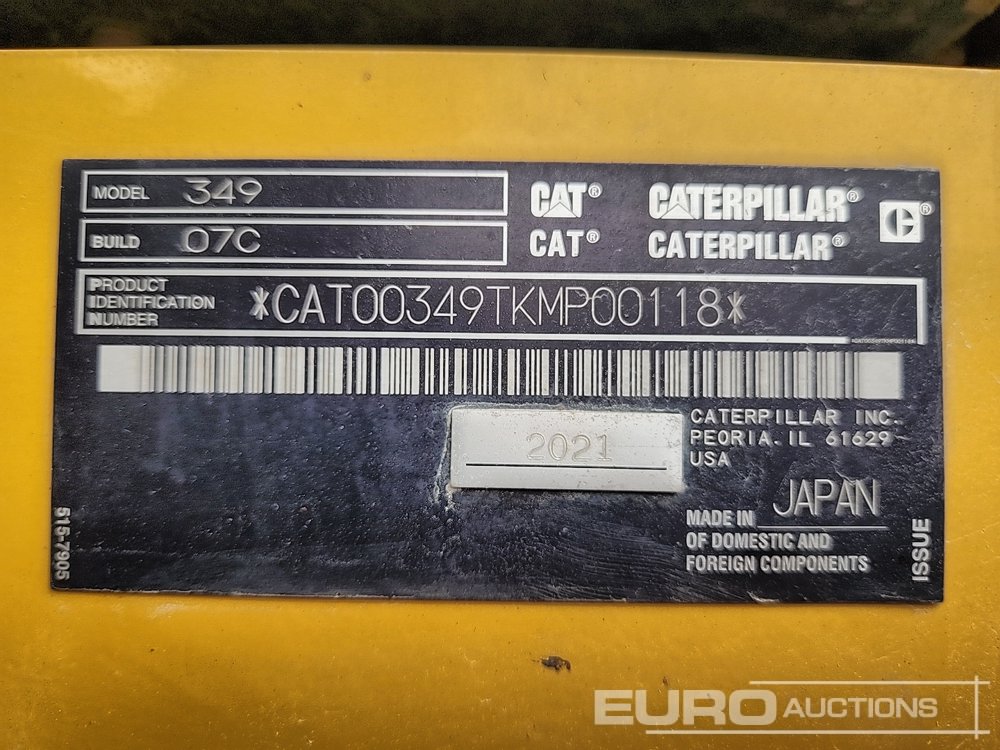 MODEL 349
BUILD 07C
CAT® CATERPILLAR®
CAT® CATERPILLAR®
C®
PRODUCT
IDENTIFICATION
NUMBER
*CAT00349TKMP00118*
*CAT00349TKMP00118*
2021
CATERPILLAR INC.
PEORIA. IL 61629
USA
MADE IN JAPAN
OF DOMESTIC AND
FOREIGN COMPONENTS
515-7905
ISSUE
EURO AUCTIONS